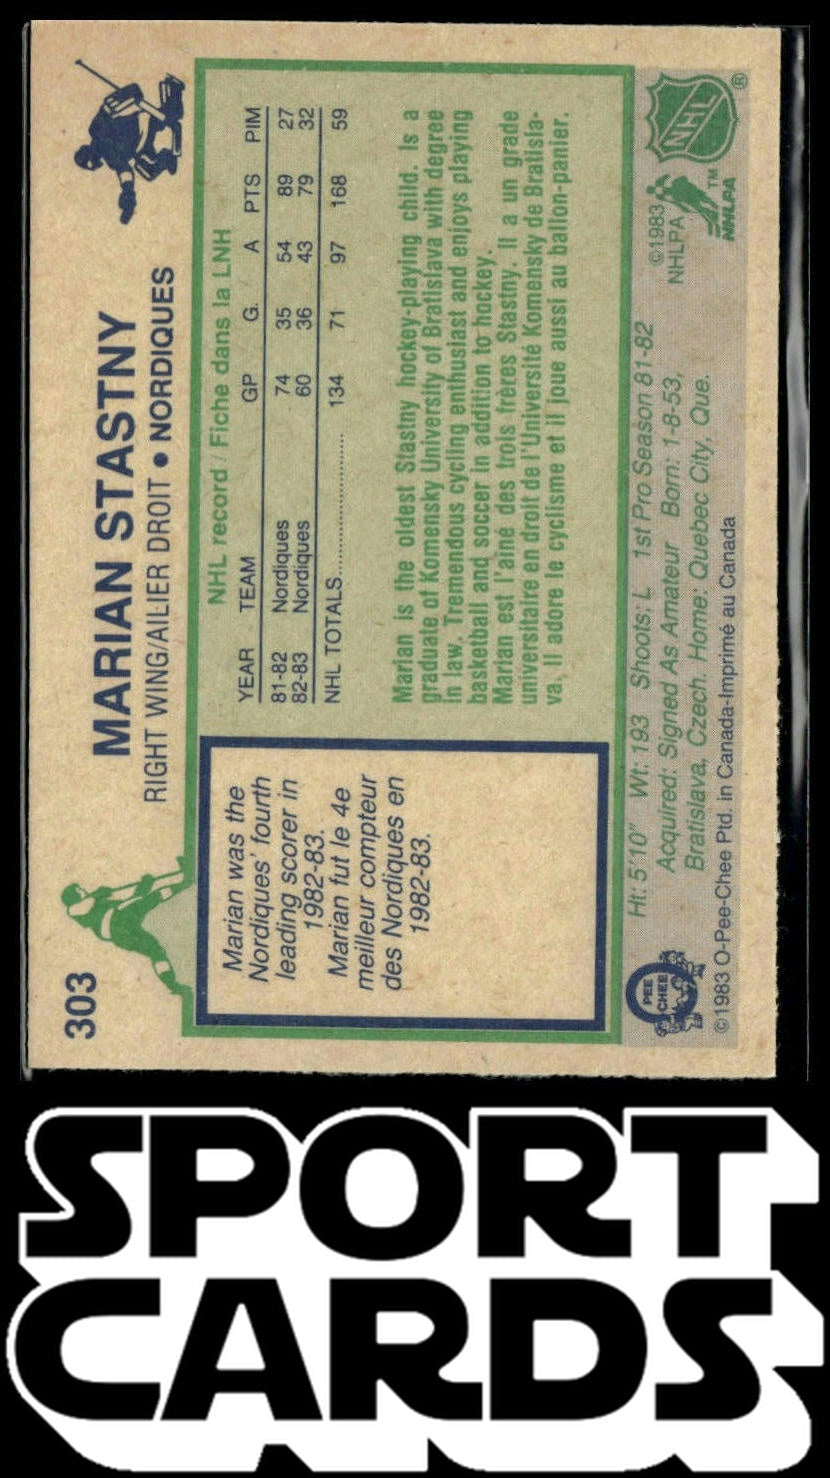 303
MARIAN STASTNY
RIGHT WING/AILIER DROIT • NORDIQUES
Marian was the
Nordiques' fourth
leading scorer in
1982-83.
Marian fut le 4e
meilleur compteur
des Nordiques en
1982-83.
NHL record / Fiche dans la LNH
YEAR TEAM GP G. A PTS PIM
81-82 Nordiques 74 35 54 89 27
82-83 Nordiques 60 36 43 79 32
NHL TOTALS.................... 134 71 97 168 59
Marian is the oldest Stastny hockey-playing child. Is a
graduate of Komensky University of Bratislava with degree
in law. Tremendous cycling enthusiast and enjoys playing
basketball and soccer in addition to hockey.
Marian est l'aîné des trois frères Stastny. Il a un grade
universitaire en droit de l'Université Komensky de Bratisla-
va. Il adore le cyclisme et il joue aussi au ballon-panier.
Ht: 5'10" Wt: 193 Shoots: L 1st Pro Season 81-82
Acquired: Signed As Amateur Born: 1-8-53,
Bratislava, Czech. Home: Quebec City, Que.
©1983
NHLPA
NHL ®
NHLPA TM
O
PEE
CHEE
©1983 O-Pee-Chee Ptd. in Canada-Imprimé au Canada
SPORT
CARDS